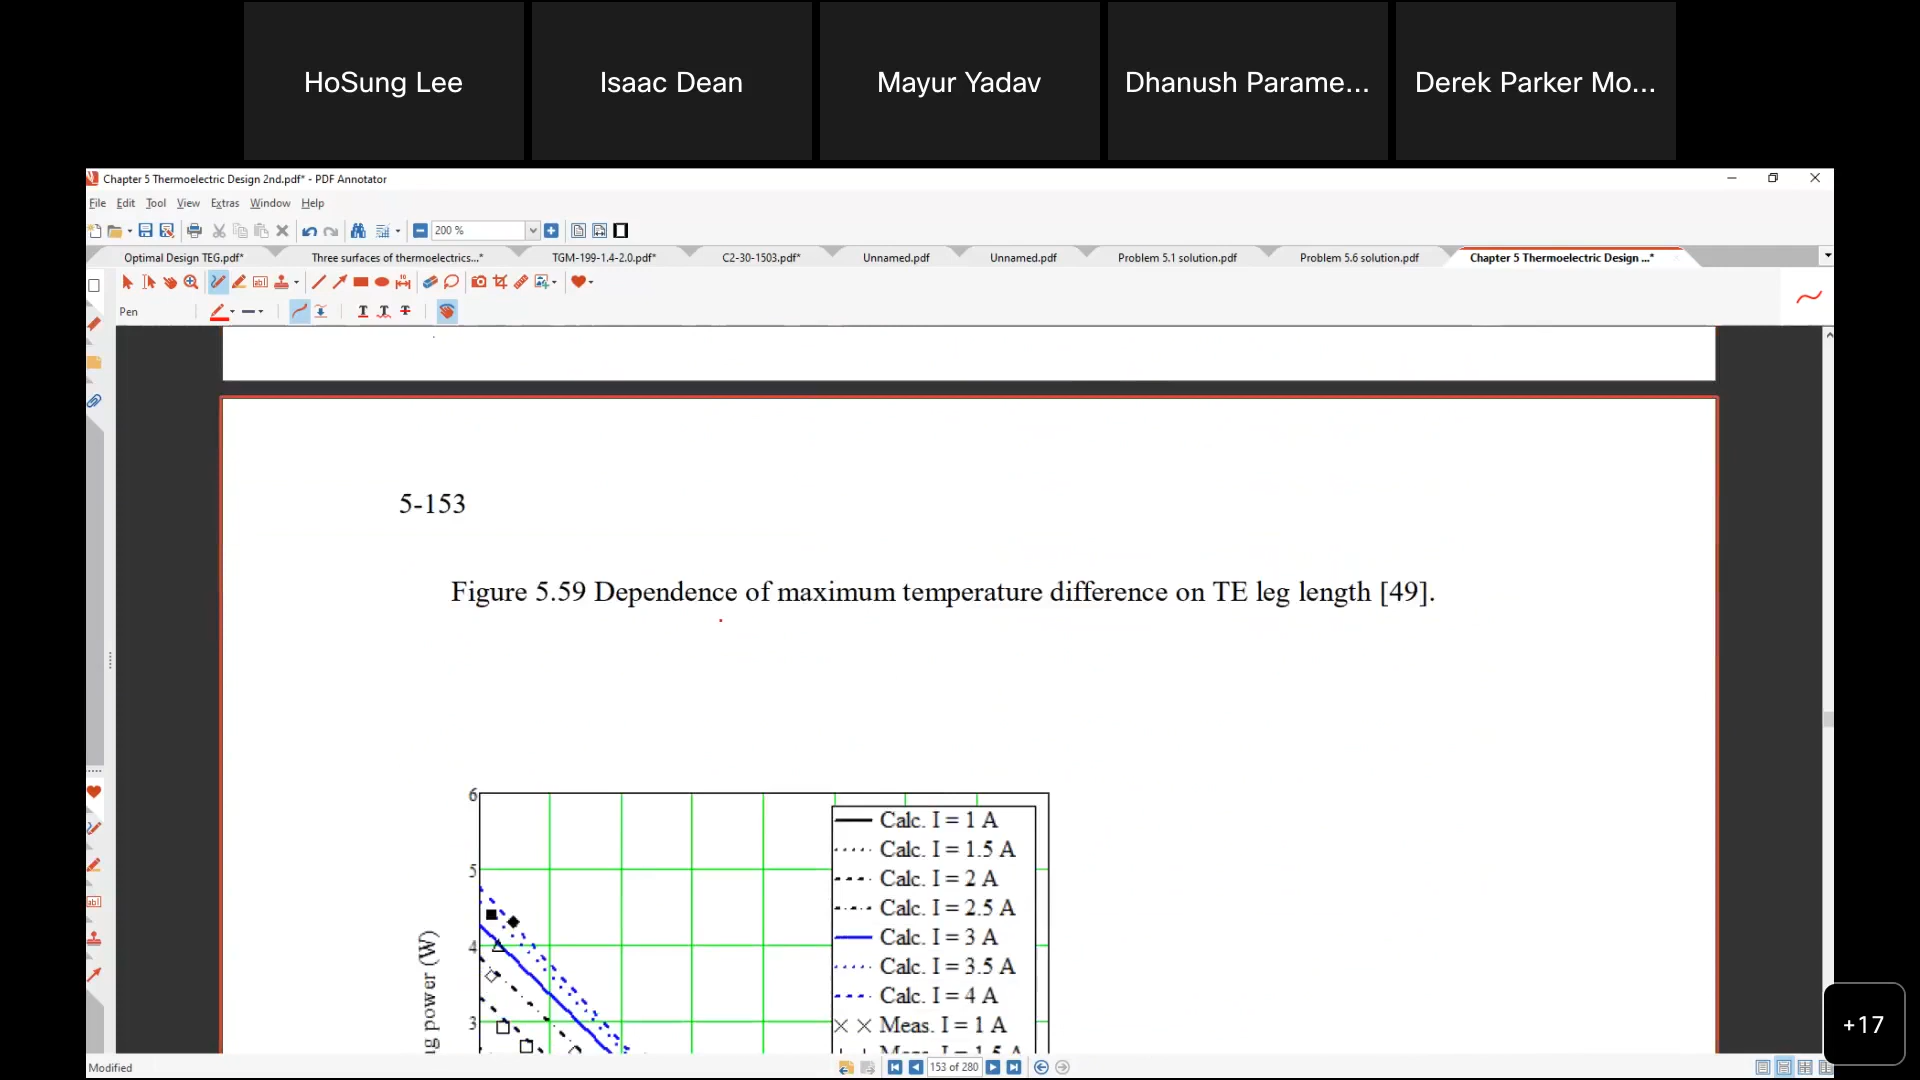 HoSung Lee
Isaac Dean
Mayur Yadav
Dhanush Parame...
Derek Parker Mo...
Chapter 5 Thermoelectric Design 2nd.pdf* - PDF Annotator
File Edit Tool View Extras Window Help
200 %
Optimal Design TEG.pdf*
Three surfaces of thermoelectrics...*
TGM-199-1.4-2.0.pdf*
C2-30-1503.pdf*
Unnamed.pdf
Unnamed.pdf
Problem 5.1 solution.pdf
Problem 5.6 solution.pdf
Chapter 5 Thermoelectric Design ...*
Pen
5-153
Figure 5.59 Dependence of maximum temperature difference on TE leg length [49].
6
5
4
3
power (W)
Calc. I = 1 A
Calc. I = 1.5 A
Calc. I = 2 A
Calc. I = 2.5 A
Calc. I = 3 A
Calc. I = 3.5 A
Calc. I = 4 A
Meas. I = 1 A
Meas. I = 1.5 A
+17
Modified
153 of 280